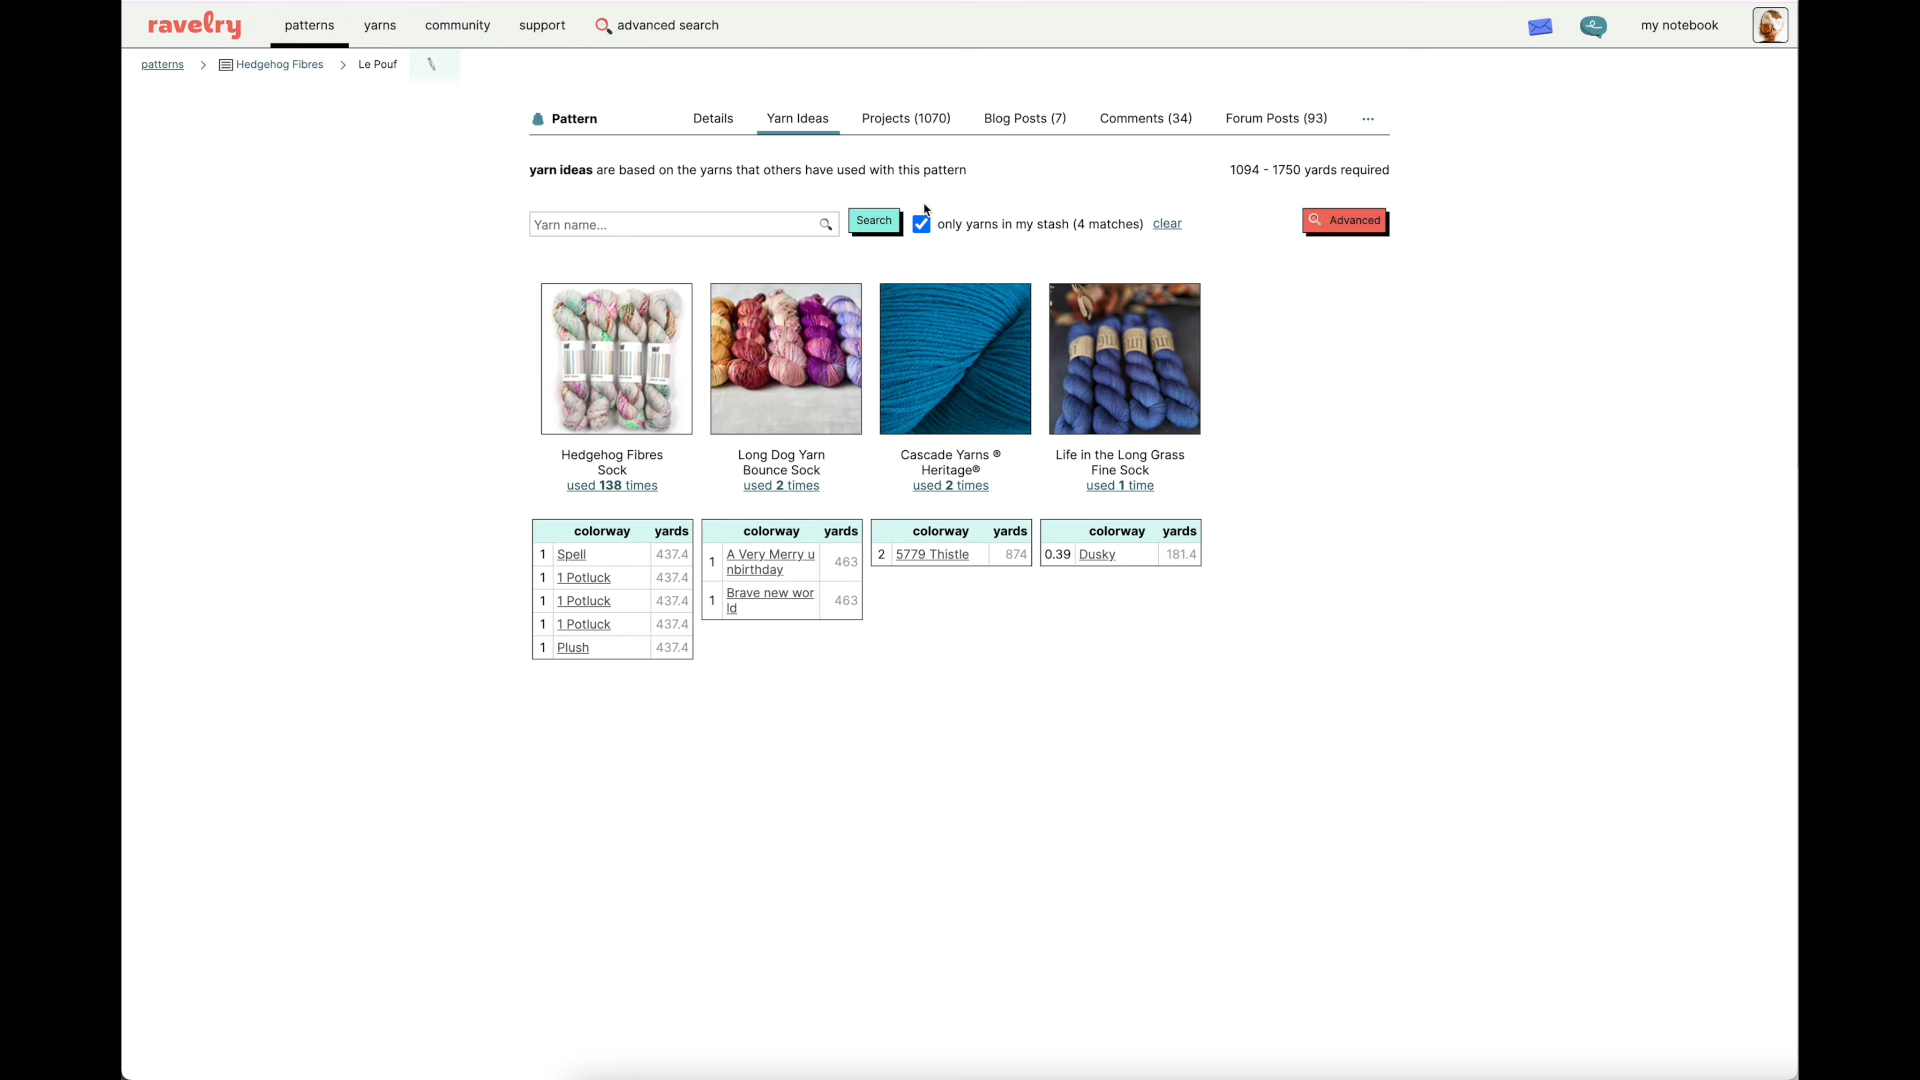 ravelry
patterns yarns community support advanced search my notebook
patterns > Hedgehog Fibres > Le Pouf
Pattern Details Yarn Ideas Projects (1070) Blog Posts (7) Comments (34) Forum Posts (93) ...
yarn ideas are based on the yarns that others have used with this pattern 1094 - 1750 yards required
Yarn name... Search only yarns in my stash (4 matches) clear Advanced
Hedgehog Fibres
Sock
used 138 times
Long Dog Yarn
Bounce Sock
used 2 times
Cascade Yarns ®
Heritage®
used 2 times
Life in the Long Grass
Fine Sock
used 1 time
colorway yards
1 Spell 437.4
1 1 Potluck 437.4
1 1 Potluck 437.4
1 1 Potluck 437.4
1 Plush 437.4
colorway yards
1 A Very Merry u
nbirthday 463
1 Brave new wor
ld 463
colorway yards
2 5779 Thistle 874
colorway yards
0.39 Dusky 181.4